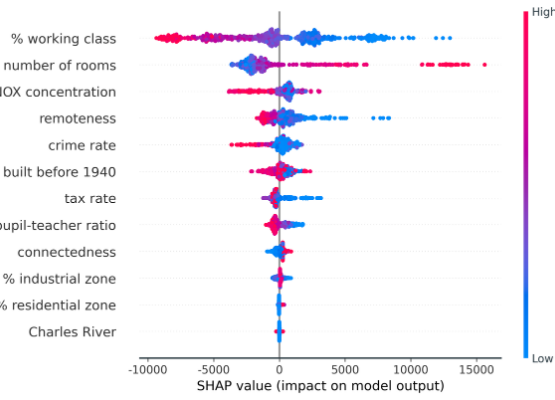 High
% working class
number of rooms
NOX concentration
remoteness
crime rate
built before 1940
tax rate
pupil-teacher ratio
connectedness
% industrial zone
% residential zone
Charles River
Low
-10000 -5000 0 5000 10000 15000
SHAP value (impact on model output)